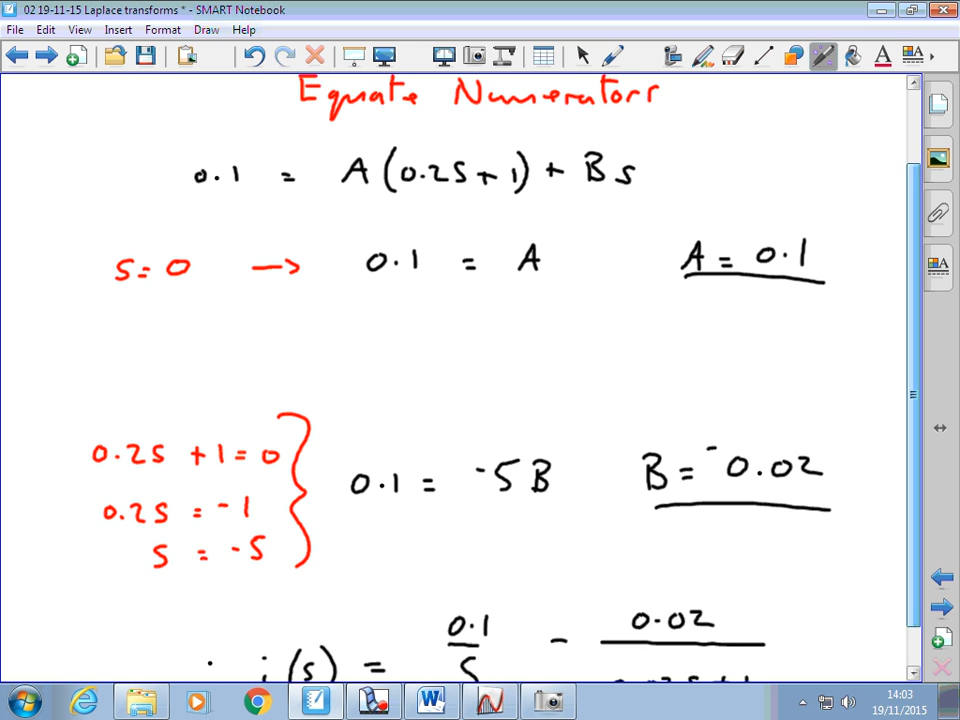 02 19-11-15 Laplace transforms * - SMART Notebook
File Edit View Insert Format Draw Help
Equate Numerators
0.1 = A(0.2s+1) + Bs
s=0 → 0.1 = A A = 0.1
0.2s +1=0
0.1 = -5B B = -0.02
0.2s = -1
s = -5
i(s) = 0.1/s - 0.02
14:03
19/11/2015